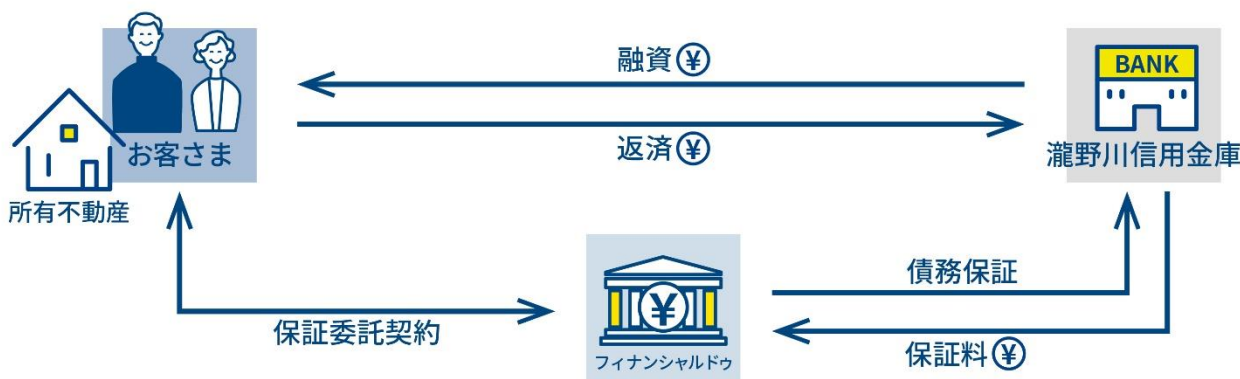 融資¥
BANK
返済¥
お客さま
瀧野川信用金庫
所有不動産
債務保証
¥
保証委託契約
フィナンシャルドゥ
保証料¥